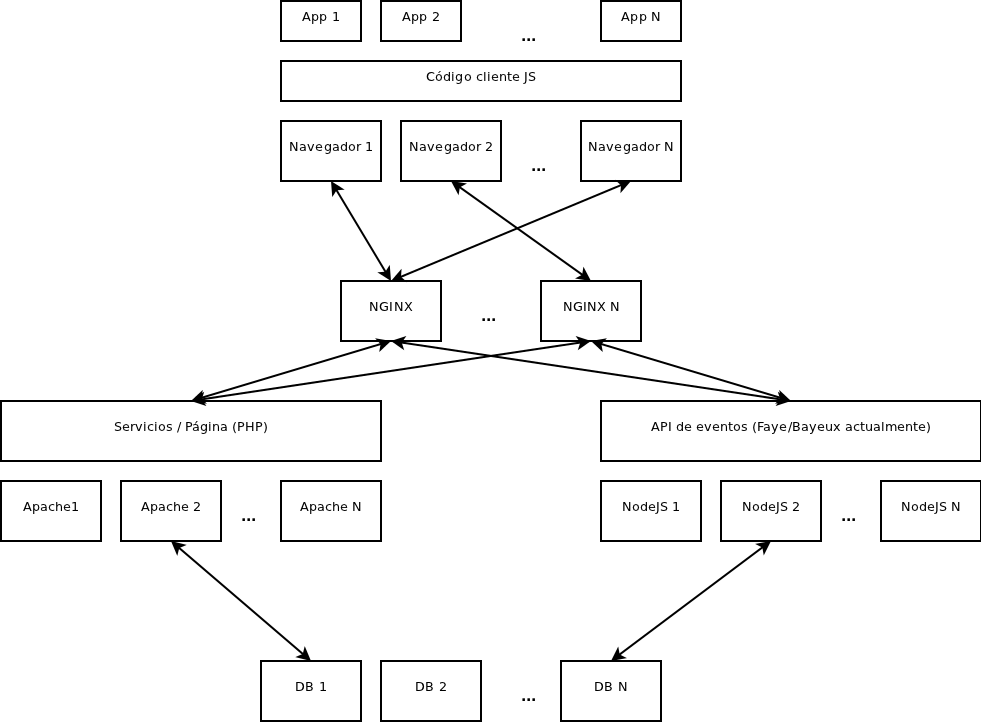 App 1
App 2
...
App N
Código cliente JS
Navegador 1
Navegador 2
...
Navegador N
NGINX
...
NGINX N
Servicios / Página (PHP)
API de eventos (Faye/Bayeux actualmente)
Apache1
Apache 2
...
Apache N
NodeJS 1
NodeJS 2
...
NodeJS N
DB 1
DB 2
...
DB N